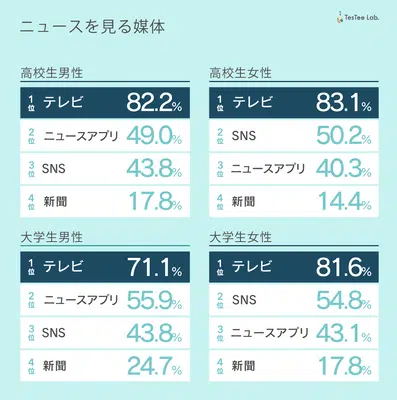 ニュースを見る媒体
TesTee Lab.
高校生男性
1位 テレビ 82.2%
2位 ニュースアプリ 49.0%
3位 SNS 43.8%
4位 新聞 17.8%
高校生女性
1位 テレビ 83.1%
2位 SNS 50.2%
3位 ニュースアプリ 40.3%
4位 新聞 14.4%
大学生男性
1位 テレビ 71.1%
2位 ニュースアプリ 55.9%
3位 SNS 43.8%
4位 新聞 24.7%
大学生女性
1位 テレビ 81.6%
2位 SNS 54.8%
3位 ニュースアプリ 43.1%
4位 新聞 17.8%